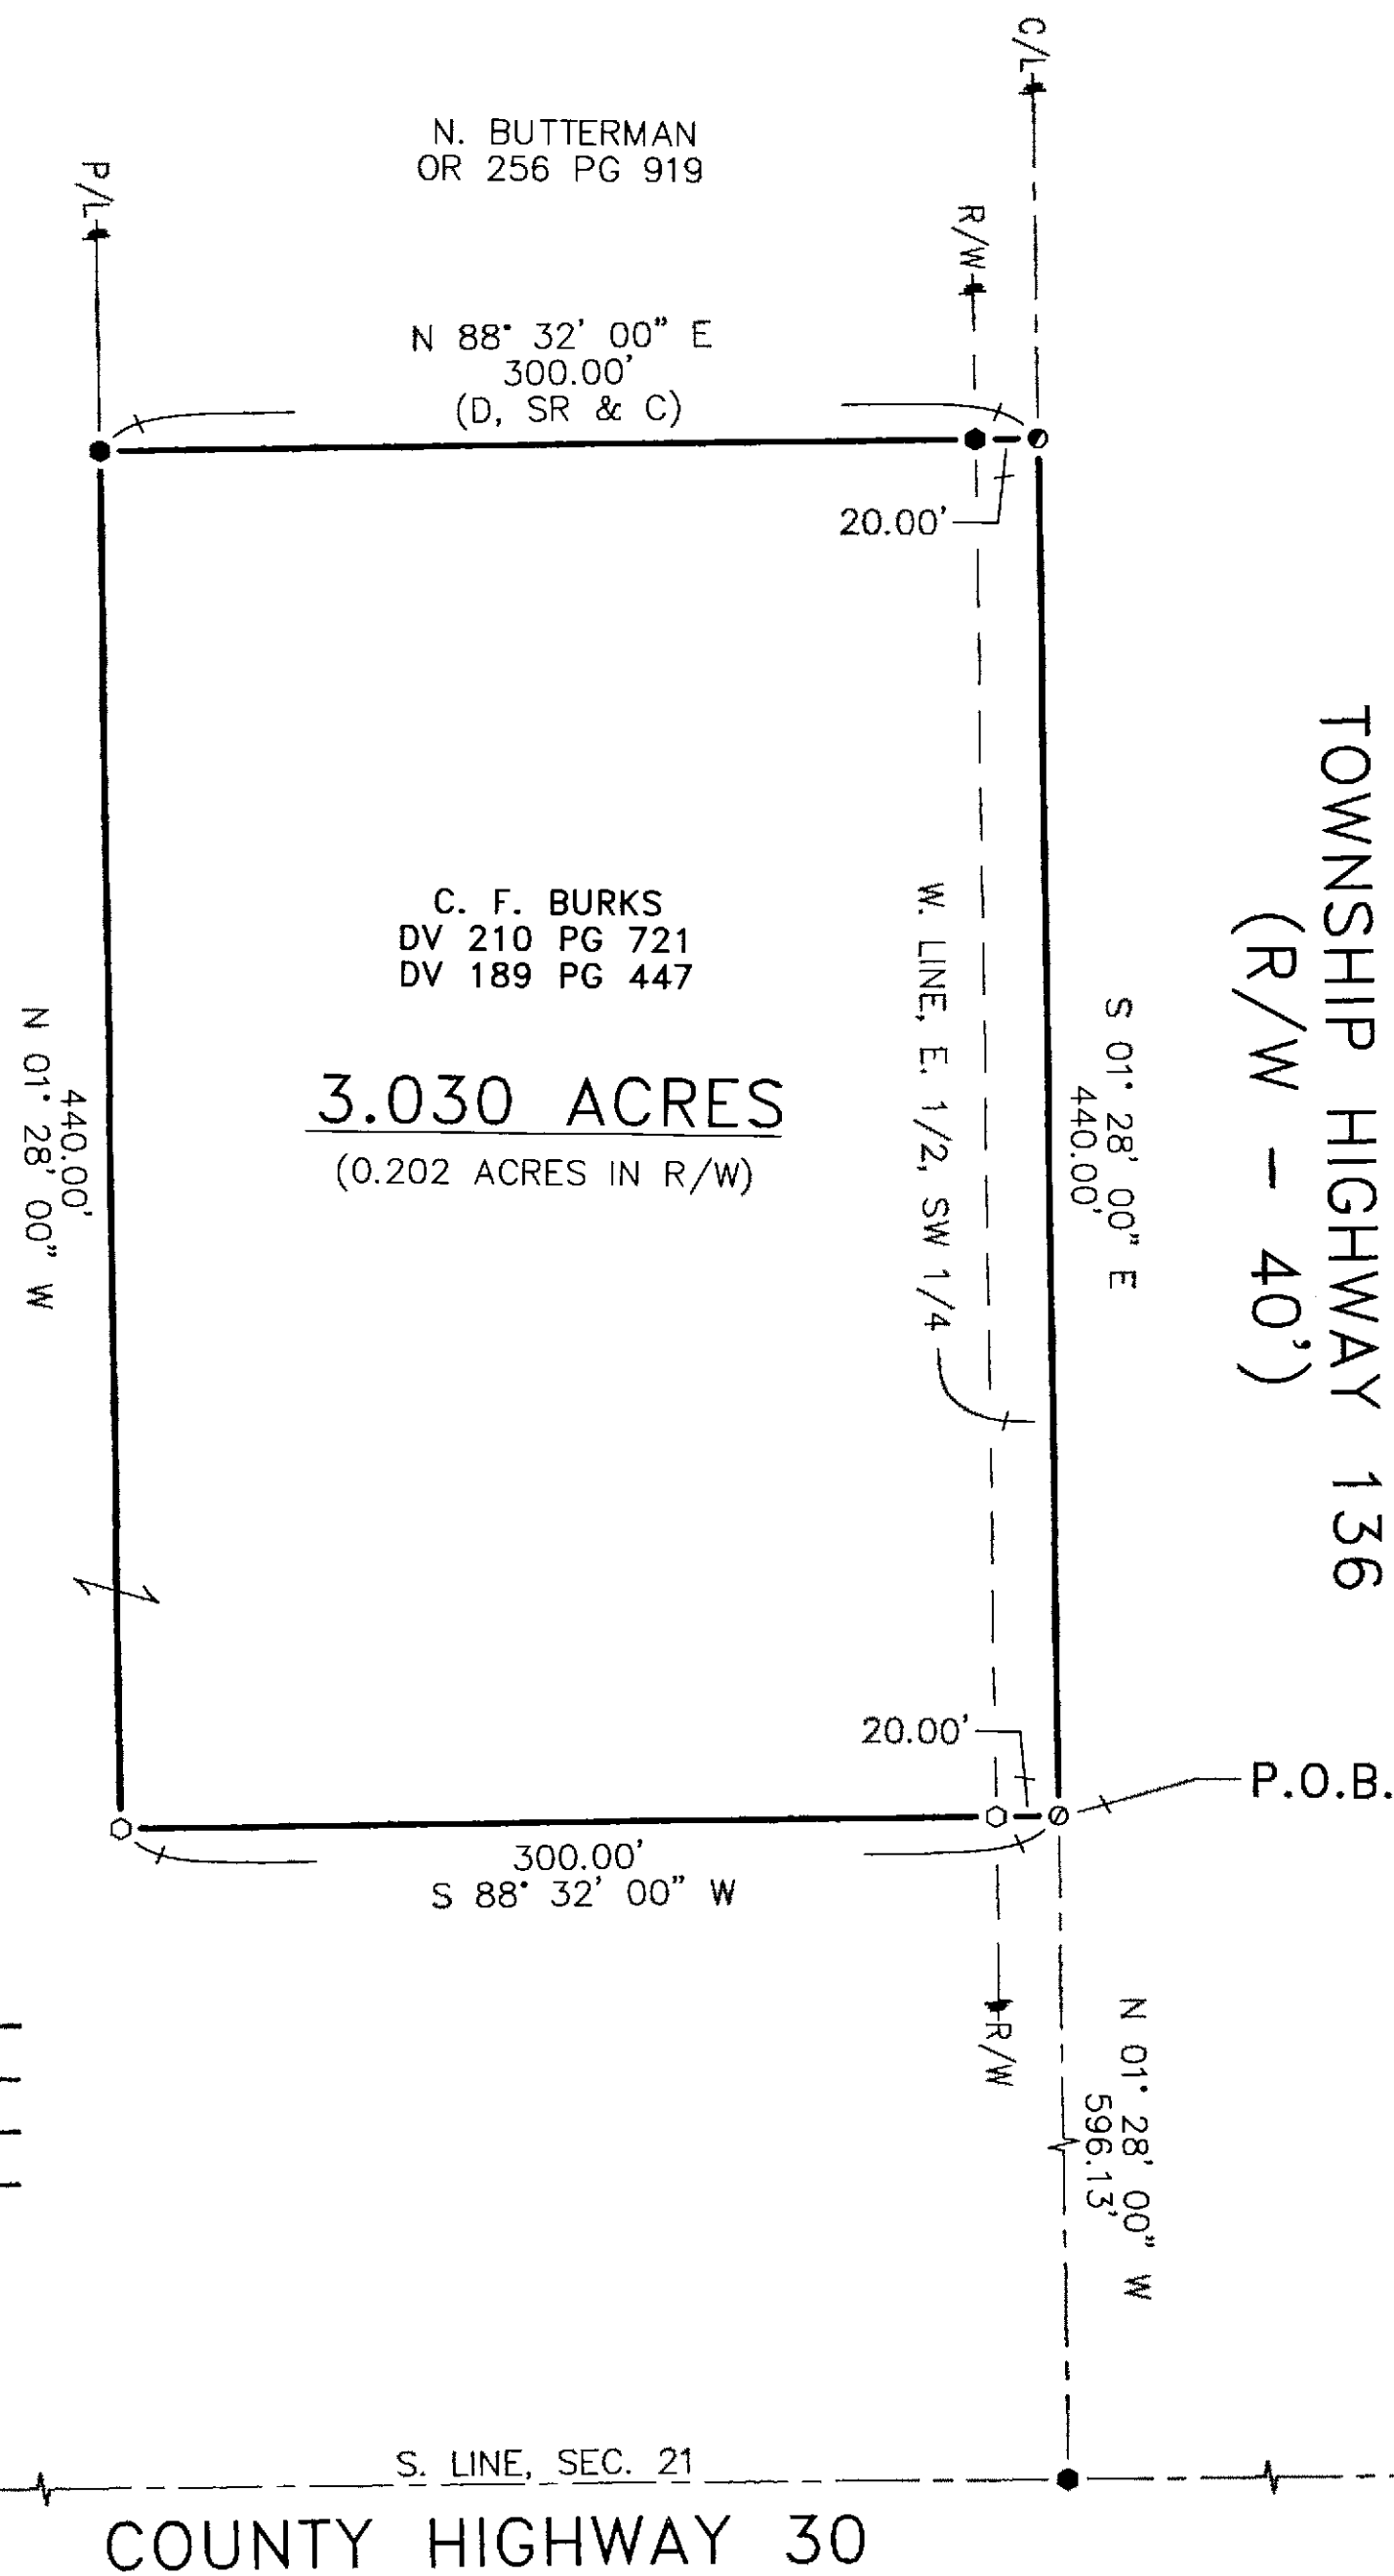 C/L
N. BUTTERMAN
OR 256 PG 919
P/L
R/W
N 88° 32' 00" E
300.00'
(D, SR & C)
20.00'
TOWNSHIP HIGHWAY 136
(R/W - 40')
C. F. BURKS
DV 210 PG 721
DV 189 PG 447
W. LINE, E. 1/2, SW 1/4
S 01° 28' 00" E
440.00'
3.030 ACRES
(0.202 ACRES IN R/W)
440.00'
N 01° 28' 00" W
20.00'
P.O.B.
300.00'
S 88° 32' 00" W
R/W
N 01° 28' 00" W
596.13'
S. LINE, SEC. 21
COUNTY HIGHWAY 30